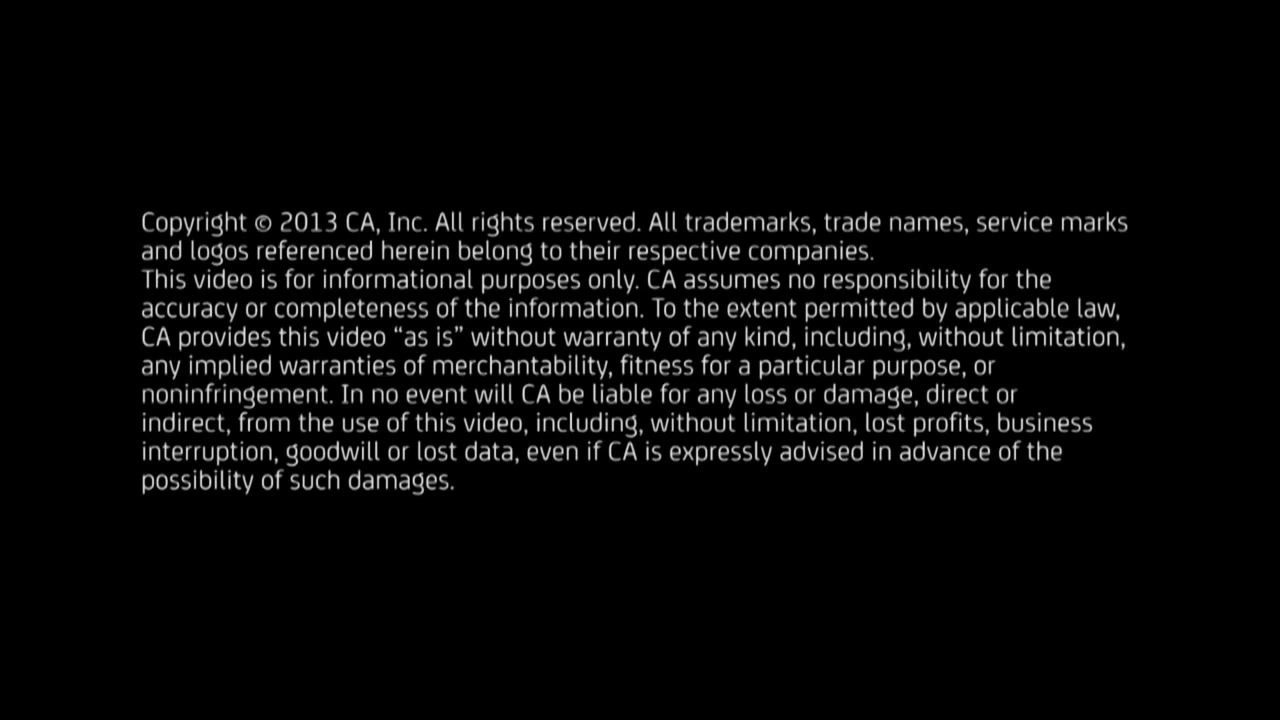 Copyright © 2013 CA, Inc. All rights reserved. All trademarks, trade names, service marks
and logos referenced herein belong to their respective companies.
This video is for informational purposes only. CA assumes no responsibility for the
accuracy or completeness of the information. To the extent permitted by applicable law,
CA provides this video “as is” without warranty of any kind, including, without limitation,
any implied warranties of merchantability, fitness for a particular purpose, or
noninfringement. In no event will CA be liable for any loss or damage, direct or
indirect, from the use of this video, including, without limitation, lost profits, business
interruption, goodwill or lost data, even if CA is expressly advised in advance of the
possibility of such damages.